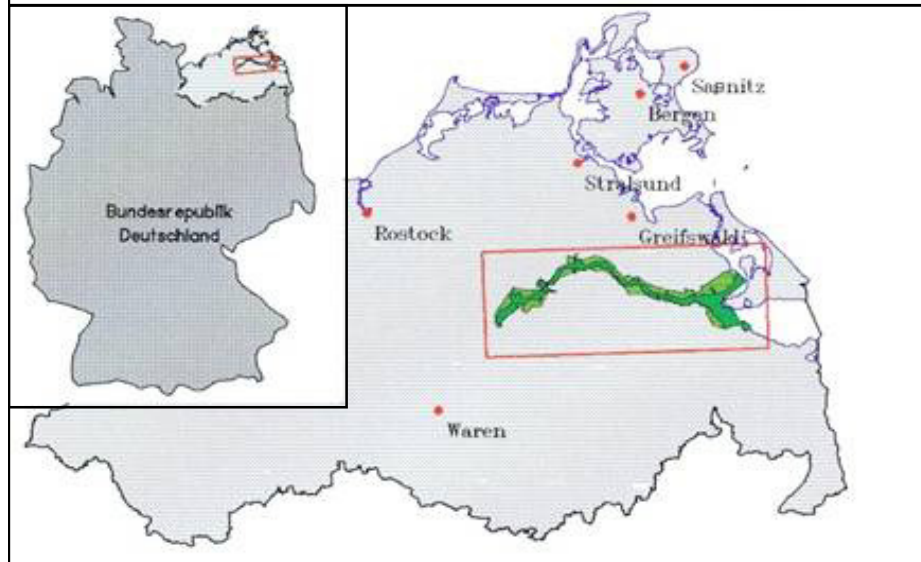 Bundesrepublik
Deutschland
Saßnitz
Bergen
Stralsund
Greifswald
Rostock
Waren